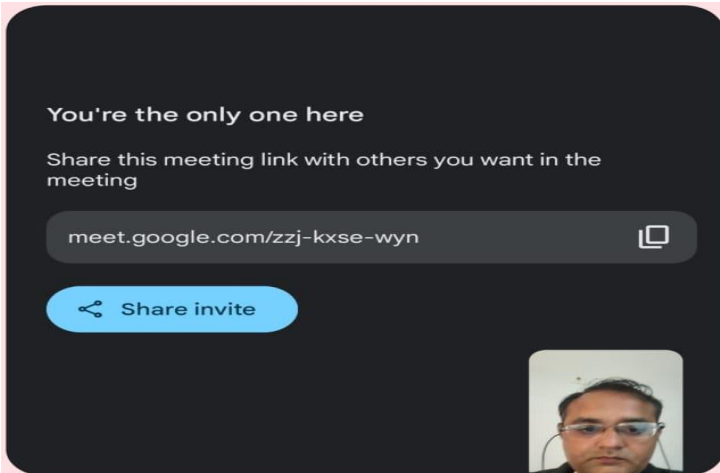 You're the only one here
Share this meeting link with others you want in the
meeting
meet.google.com/zzj-kxse-wyn
Share invite